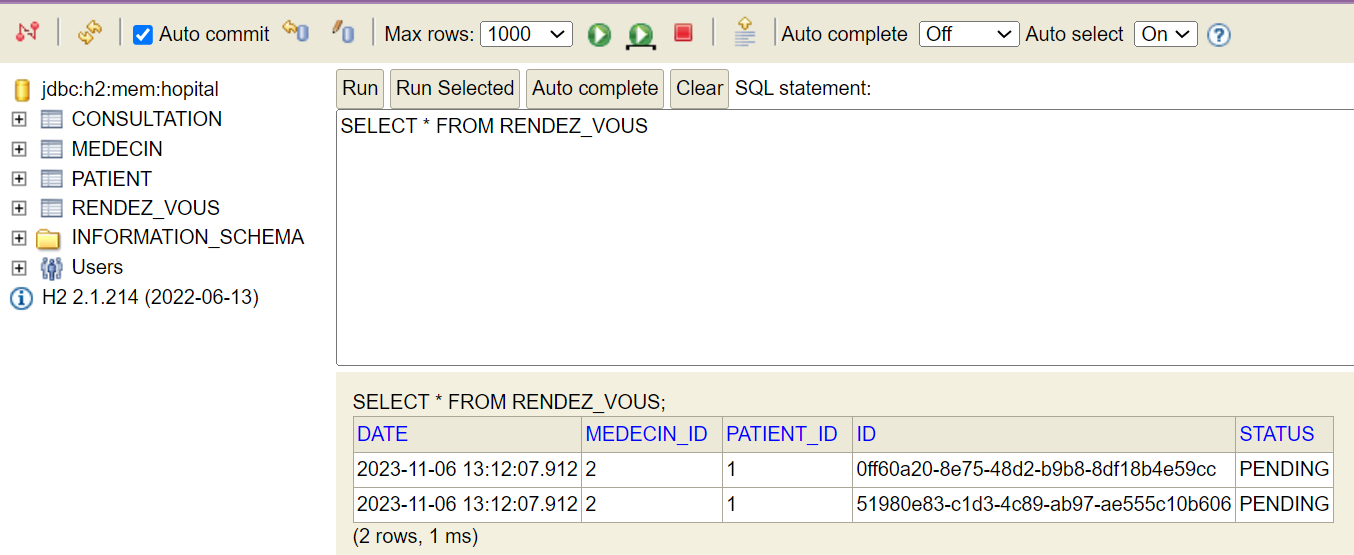 Auto commit Max rows: 1000 Auto complete Off Auto select On ?
jdbc:h2:mem:hopital
CONSULTATION
MEDECIN
PATIENT
RENDEZ_VOUS
INFORMATION_SCHEMA
Users
H2 2.1.214 (2022-06-13)
Run Run Selected Auto complete Clear SQL statement:
SELECT * FROM RENDEZ_VOUS
SELECT * FROM RENDEZ_VOUS;
DATE MEDECIN_ID PATIENT_ID ID STATUS
2023-11-06 13:12:07.912 2 1 0ff60a20-8e75-48d2-b9b8-8df18b4e59cc PENDING
2023-11-06 13:12:07.912 2 1 51980e83-c1d3-4c89-ab97-ae555c10b606 PENDING
(2 rows, 1 ms)